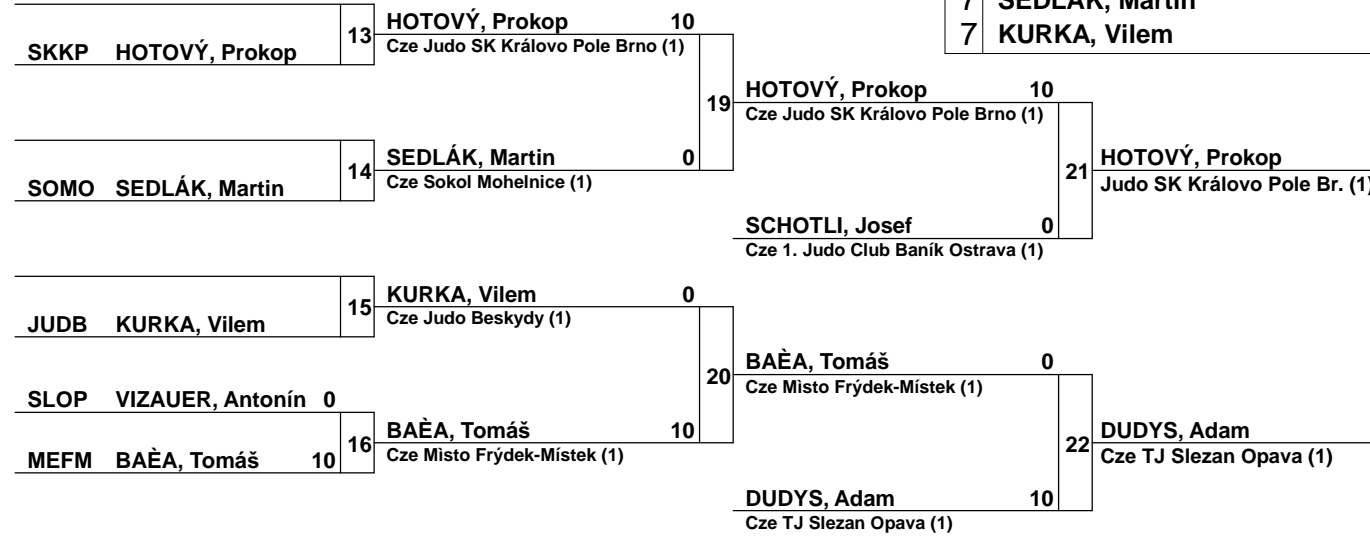 7 SEDLÁK, Martin
7 KURKA, Vilem
HOTOVÝ, Prokop 10
13
Cze Judo SK Královo Pole Brno (1)
SKKP HOTOVÝ, Prokop
HOTOVÝ, Prokop 10
19
Cze Judo SK Královo Pole Brno (1)
SEDLÁK, Martin 0
14
Cze Sokol Mohelnice (1)
SOMO SEDLÁK, Martin
HOTOVÝ, Prokop
21
Judo SK Královo Pole Br. (1)
SCHOTLI, Josef 0
Cze 1. Judo Club Baník Ostrava (1)
KURKA, Vilem 0
15
Cze Judo Beskydy (1)
JUDB KURKA, Vilem
BAÈA, Tomáš 0
20
Cze Mìsto Frýdek-Místek (1)
SLOP VIZAUER, Antonín 0
BAÈA, Tomáš 10
16
Cze Mìsto Frýdek-Místek (1)
MEFM BAÈA, Tomáš 10
DUDYS, Adam
22
Cze TJ Slezan Opava (1)
DUDYS, Adam 10
Cze TJ Slezan Opava (1)